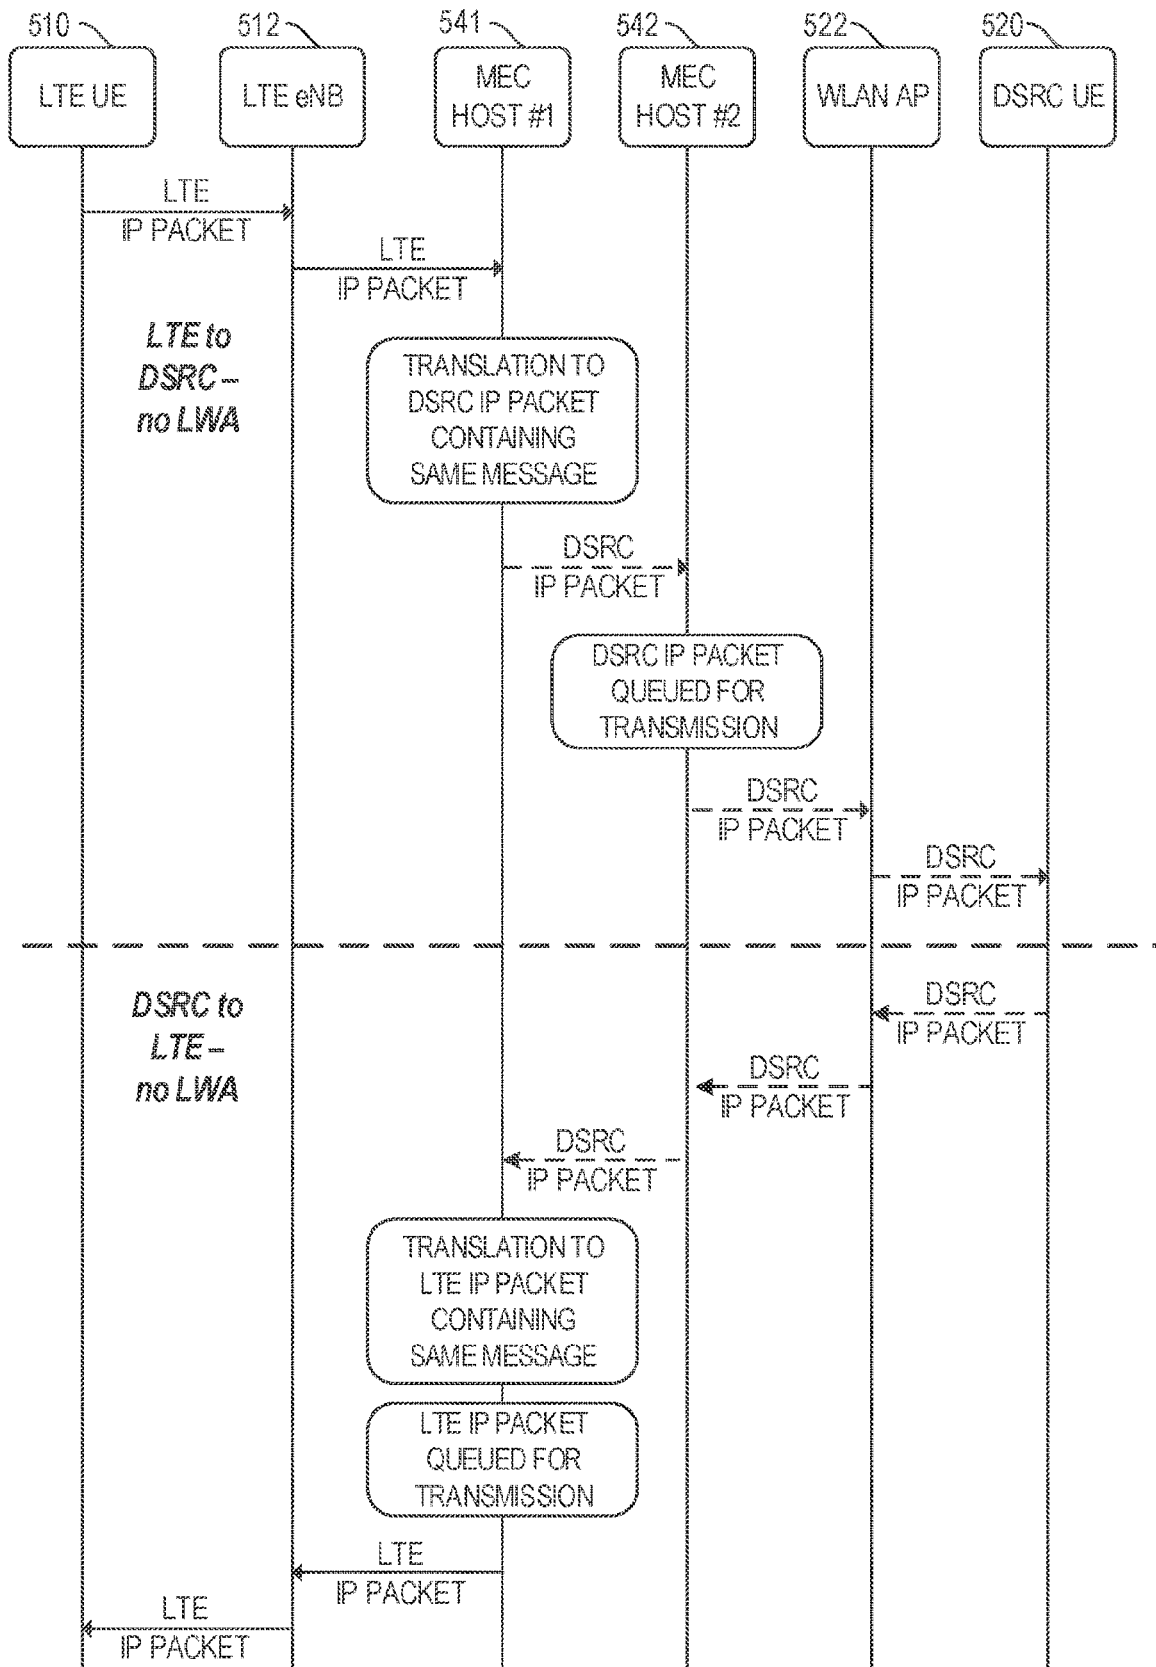 510
512
541
542
522
520
LTE UE
LTE eNB
MEC
HOST #1
MEC
HOST #2
WLAN AP
DSRC UE
LTE
IP PACKET
LTE
IP PACKET
LTE to
DSRC –
no LWA
TRANSLATION TO
DSRC IP PACKET
CONTAINING
SAME MESSAGE
DSRC
IP PACKET
DSRC IP PACKET
QUEUED FOR
TRANSMISSION
DSRC
IP PACKET
DSRC
IP PACKET
DSRC to
LTE –
no LWA
DSRC
IP PACKET
DSRC
IP PACKET
DSRC
IP PACKET
TRANSLATION TO
LTE IP PACKET
CONTAINING
SAME MESSAGE
LTE IP PACKET
QUEUED FOR
TRANSMISSION
LTE
IP PACKET
LTE
IP PACKET